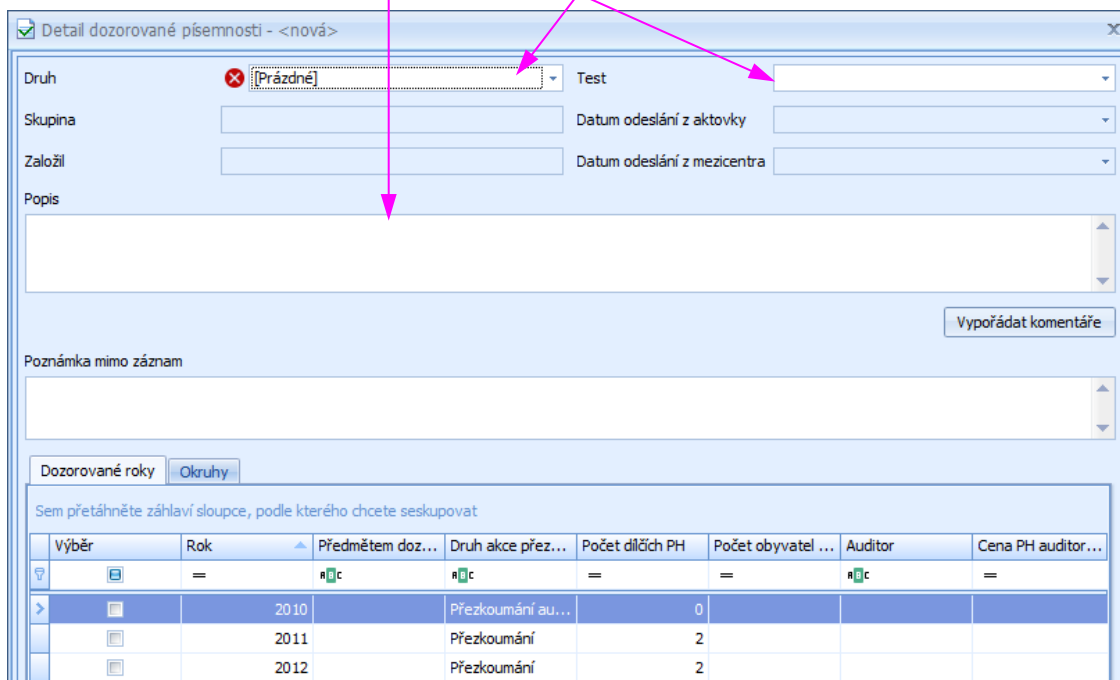 Detail dozorované písemnosti - <nová>
Druh [Prázdné] Test
Skupina Datum odeslání z aktovky
Založil Datum odeslání z mezicentra
Popis
Vypořádat komentáře
Poznámka mimo záznam
Dozorované roky Okruhy
Sem přetáhněte záhlaví sloupce, podle kterého chcete seskupovat
Výběr Rok Předmětem doz... Druh akce přez... Počet dílčích PH Počet obyvatel ... Auditor Cena PH auditor...
= ABC ABC = = ABC =
2010 Přezkoumání au... 0
2011 Přezkoumání 2
2012 Přezkoumání 2